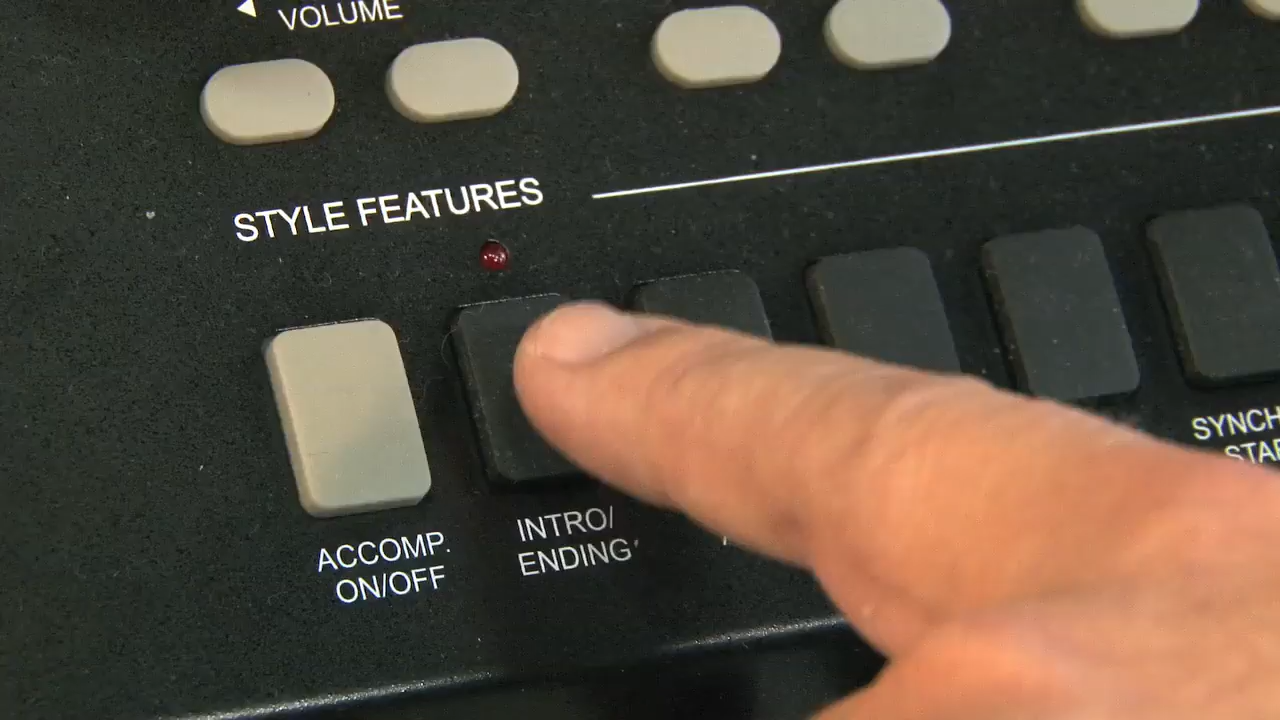 VOLUME
STYLE FEATURES
ACCOMP.
ON/OFF
INTRO/
ENDING